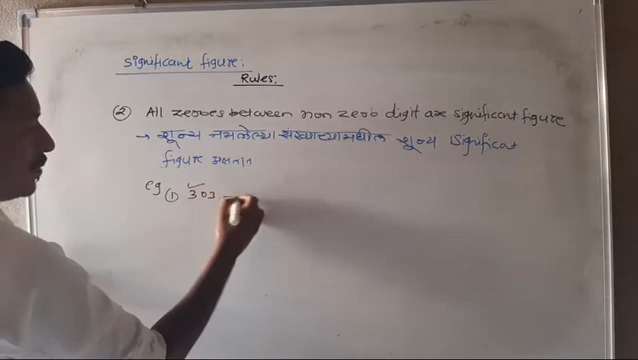 Significant figure:
Rules:
② All zeroes between non zero digit are significant figure
→ शून्य नसलेल्या संख्याच्यामधील शून्य Significat
figure असतात
eg ① 303 –